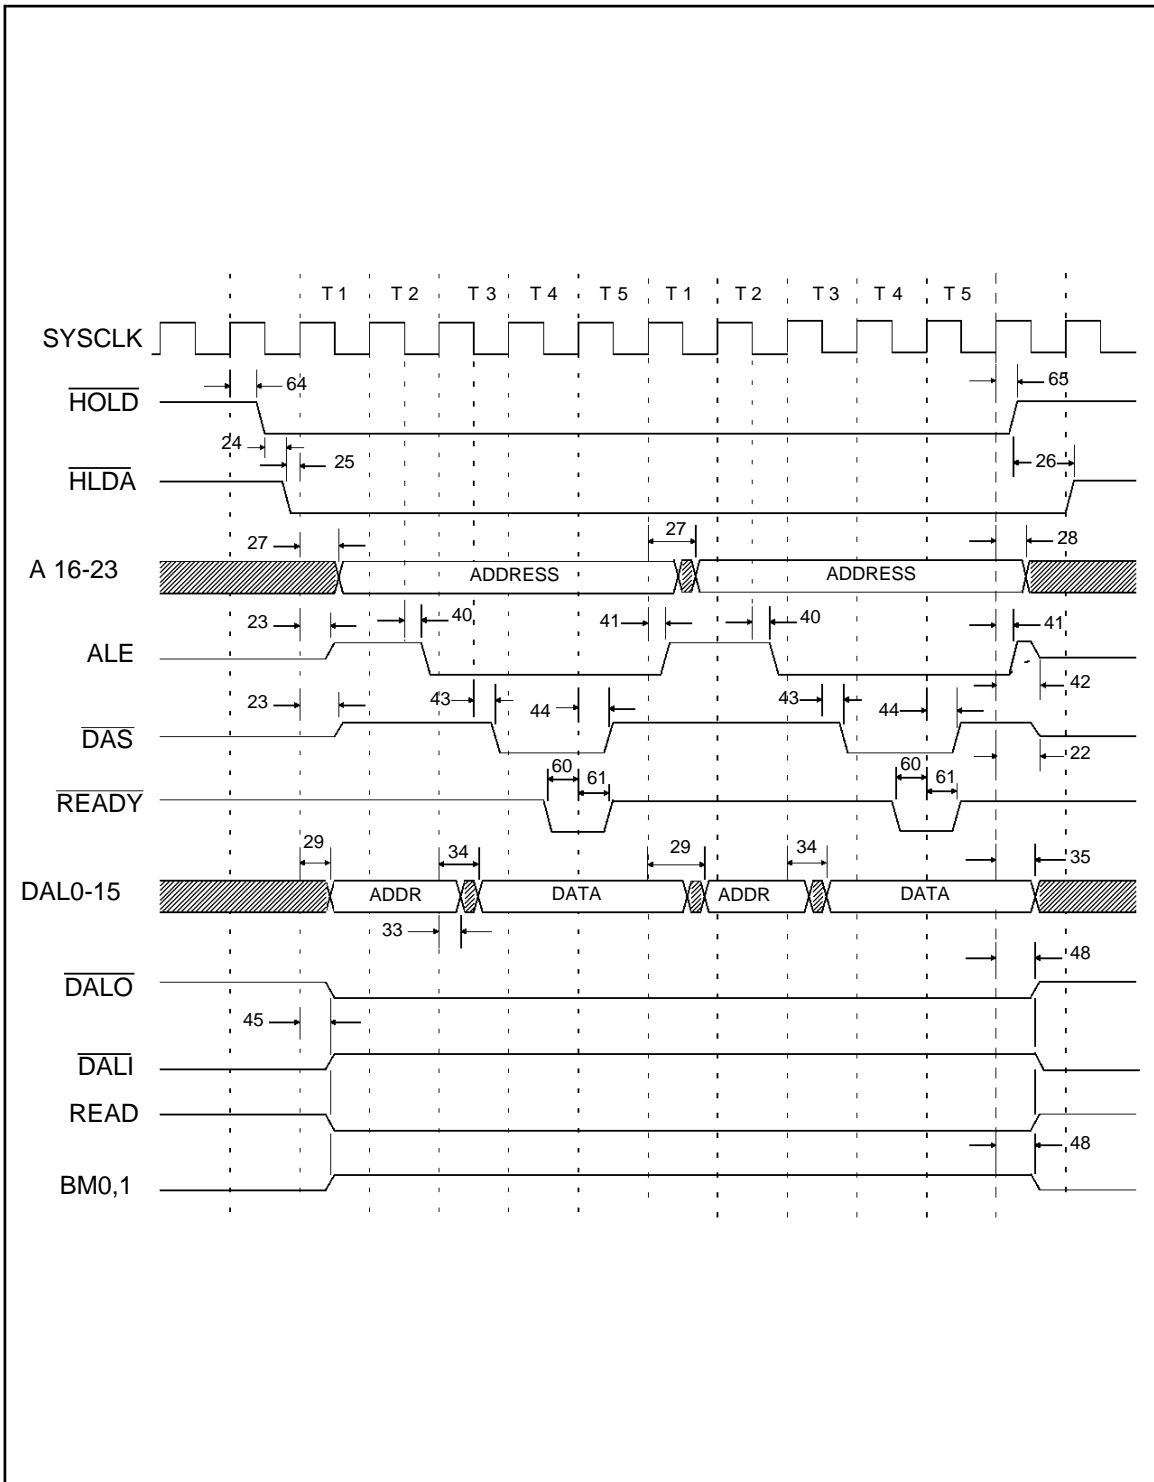 T 1 T 2 T 3 T 4 T 5 T 1 T 2 T 3 T 4 T 5
SYSCLK
64 65
HOLD
24 25 26
HLDA
27 27 28
A 16-23 ADDRESS ADDRESS
23 40 41 40 41
ALE
42
23 43 44 43 44
DAS
22
60 61 60 61
READY
29 34 29 34 35
DAL0-15 ADDR DATA ADDR DATA
33
48
DALO
45
DALI
READ
48
BM0,1